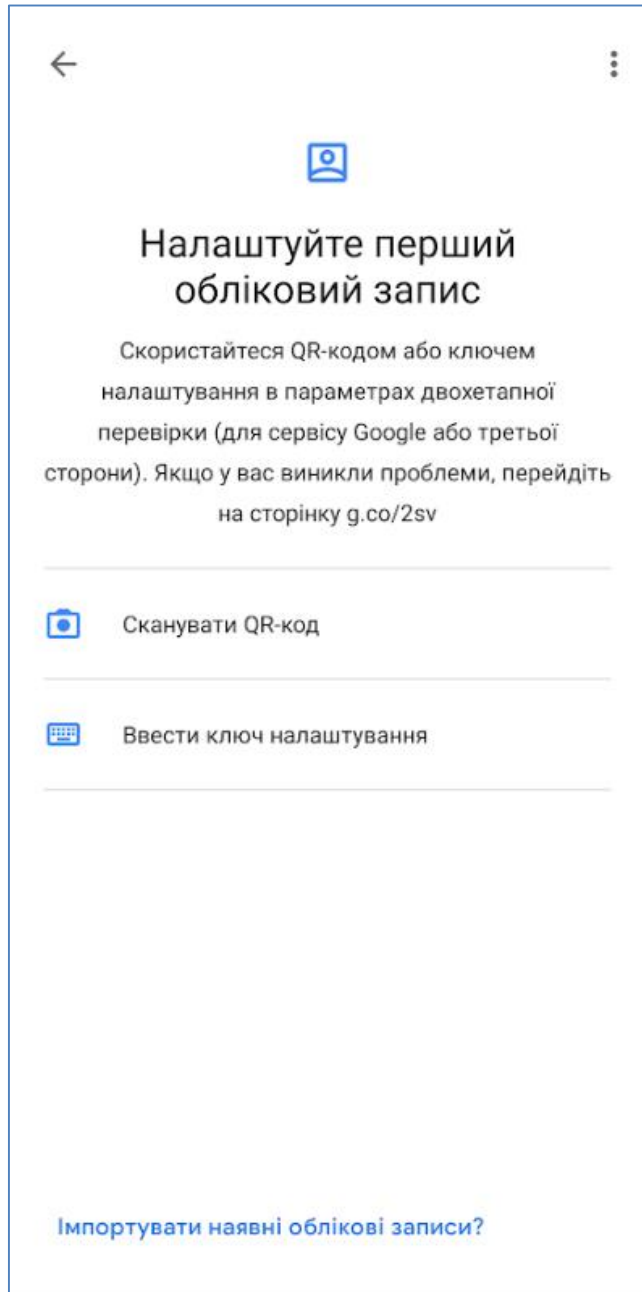 Налаштуйте перший
обліковий запис
Скористайтеся QR-кодом або ключем
налаштування в параметрах двохетапної
перевірки (для сервісу Google або третьої
сторони). Якщо у вас виникли проблеми, перейдіть
на сторінку g.co/2sv
Сканувати QR-код
Ввести ключ налаштування
Імпортувати наявні облікові записи?